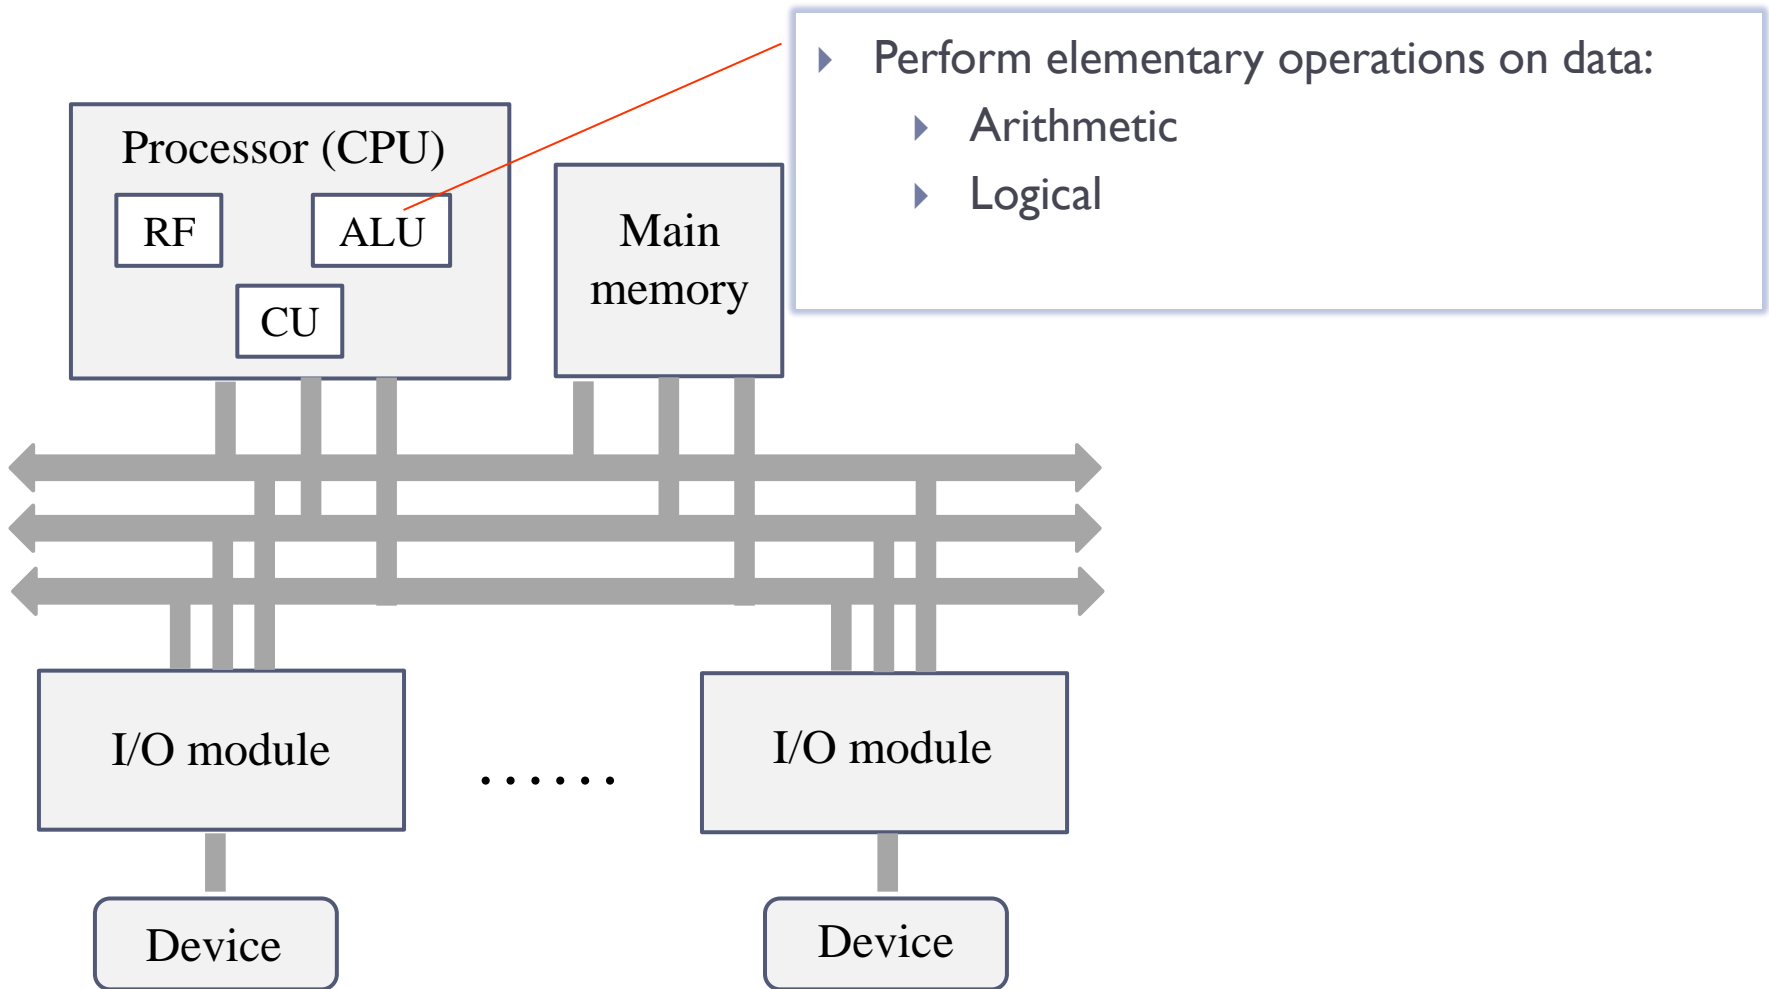 Perform elementary operations on data:
Arithmetic
Logical
Processor (CPU)
RF
ALU
CU
Main
memory
I/O module
......
I/O module
Device
Device